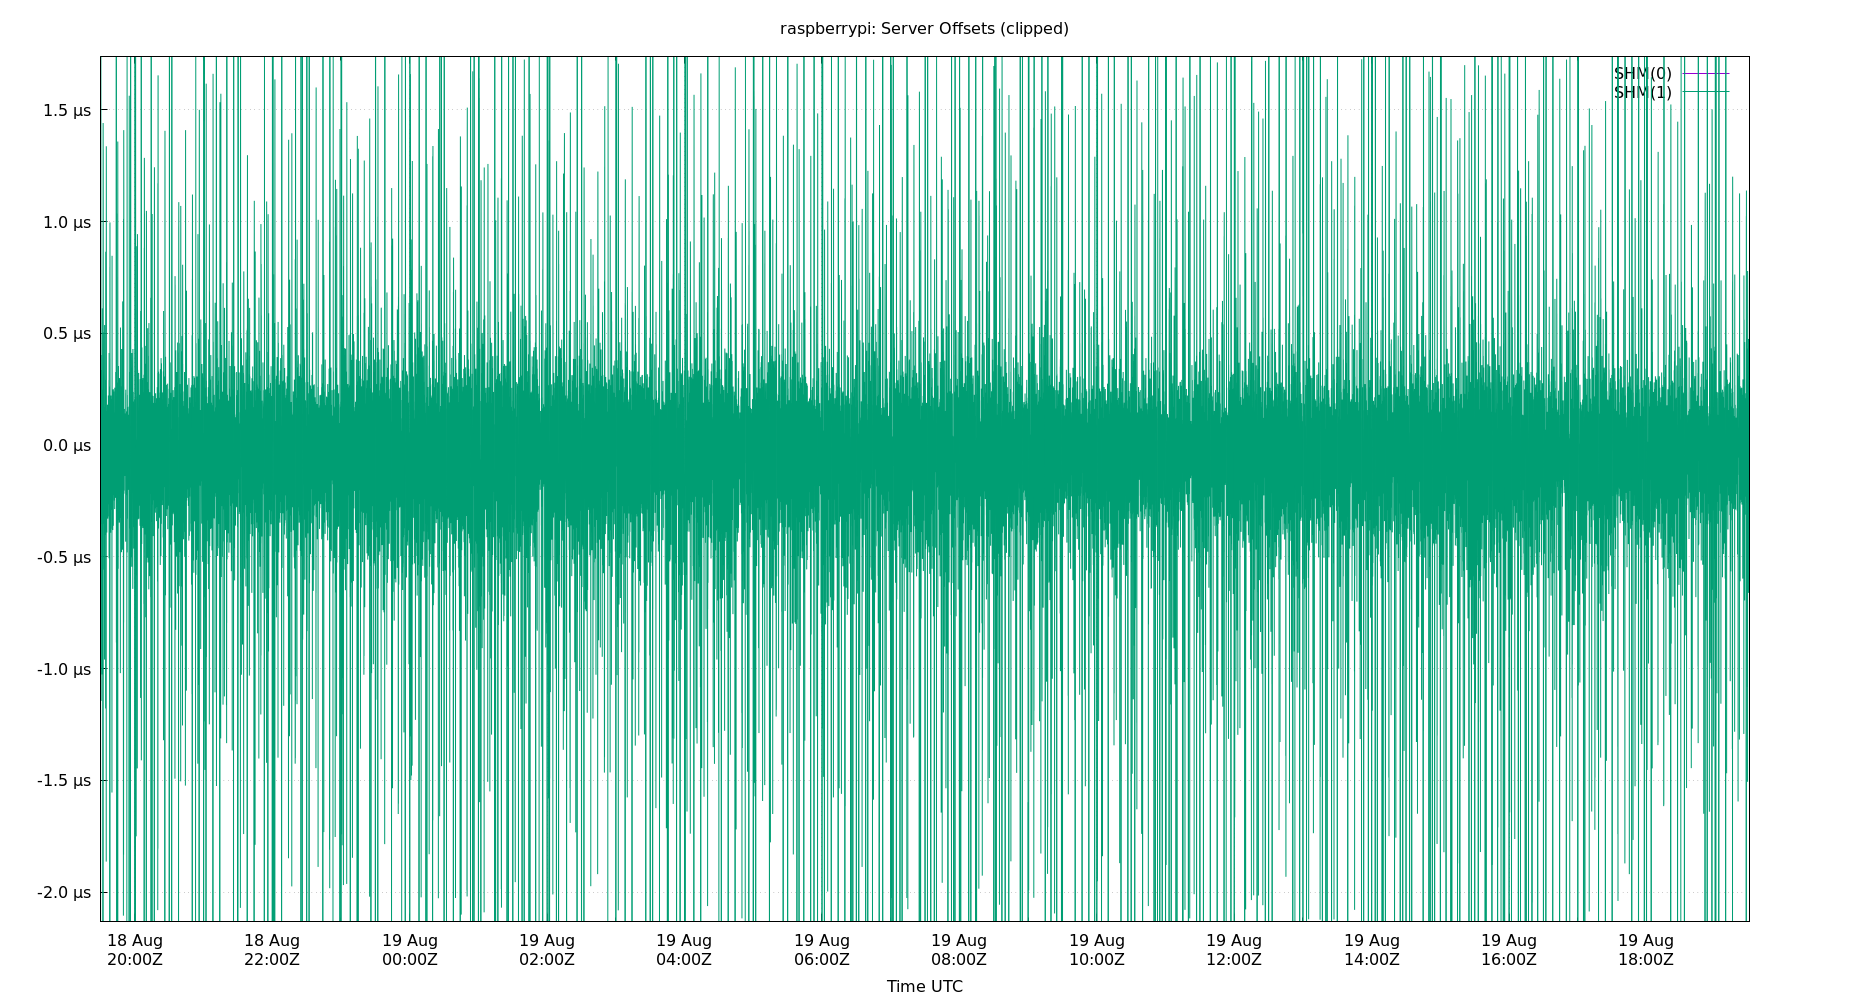 raspberrypi: Server Offsets (clipped)
SHM(0)
SHM(1)
1.5 µs
1.0 µs
0.5 µs
0.0 µs
-0.5 µs
-1.0 µs
-1.5 µs
-2.0 µs
18 Aug 18 Aug 19 Aug 19 Aug 19 Aug 19 Aug 19 Aug 19 Aug 19 Aug 19 Aug 19 Aug 19 Aug
20:00Z 22:00Z 00:00Z 02:00Z 04:00Z 06:00Z 08:00Z 10:00Z 12:00Z 14:00Z 16:00Z 18:00Z
Time UTC